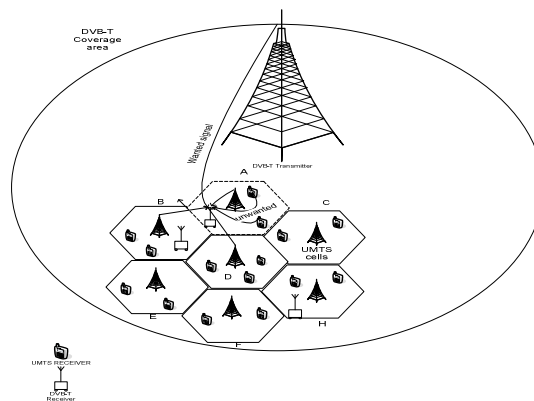 DVB-T
Coverage
area
Wanted signal
DVB-T Transmitter
A
B
unwanted
C
UMTS
cells
D
E
F
H
UMTS RECEIVER
DVB-T
Receiver